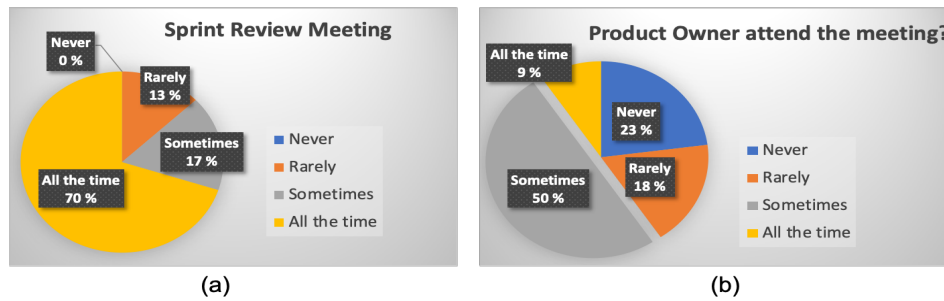 Sprint Review Meeting
Never
0 %
Rarely
13 %
Sometimes
17 %
All the time
70 %
Never
Rarely
Sometimes
All the time
(a)
Product Owner attend the meeting?
All the time
9 %
Never
23 %
Rarely
18 %
Sometimes
50 %
Never
Rarely
Sometimes
All the time
(b)